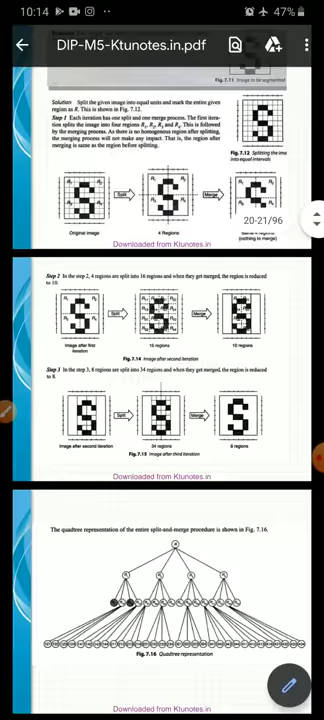 10:14
47%
DIP-M5-Ktunotes.in.pdf
Fig. 7.11 Image to be segmented
Solution Split the given image into equal units and mark the entire given
region as R. This is shown in Fig. 7.12.
Step 1 Each iteration has one split and one merge process. The first itera-
tion splits the image into four regions R1, R2, R3 and R4. This is followed
by the merging process. As there is no homogenous region after splitting,
the merging process will not make any impact. That is, the region after
merging is same as the region before splitting.
Fig. 7.12 Splitting the ima
into equal intervals
Split
Merge
20-21/96
Original image
4 Regions
(nothing to merge)
Downloaded from Ktunotes.in
Step 2 In the step 2, 4 regions are split into 16 regions and when they get merged, the region is reduced
to 10.
Split
Merge
Image after first
iteration
16 regions
10 regions
Fig. 7.14 Image after second iteration
Step 3 In the step 3, 8 regions are split into 34 regions and when they get merged, the region is reduced
to 8.
Split
Merge
Image after second iteration
34 regions
8 regions
Fig. 7.15 Image after third iteration
Downloaded from Ktunotes.in
The quadtree representation of the entire split-and-merge procedure is shown in Fig. 7.16.
R
Fig. 7.16 Quadtree representation
Downloaded from Ktunotes.in